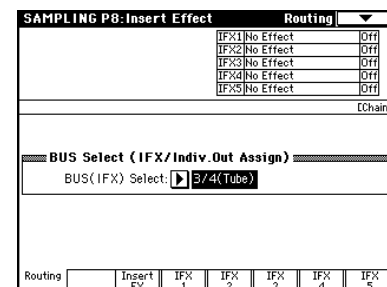 SAMPLING P8:Insert Effect Routing
IFX1 No Effect Off
IFX2 No Effect Off
IFX3 No Effect Off
IFX4 No Effect Off
IFX5 No Effect Off
[Chain
BUS Select (IFX/Indiv.Out Assign)
BUS(IFX) Select: 3/4(Tube)
Routing Insert FX IFX 1 IFX 2 IFX 3 IFX 4 IFX 5